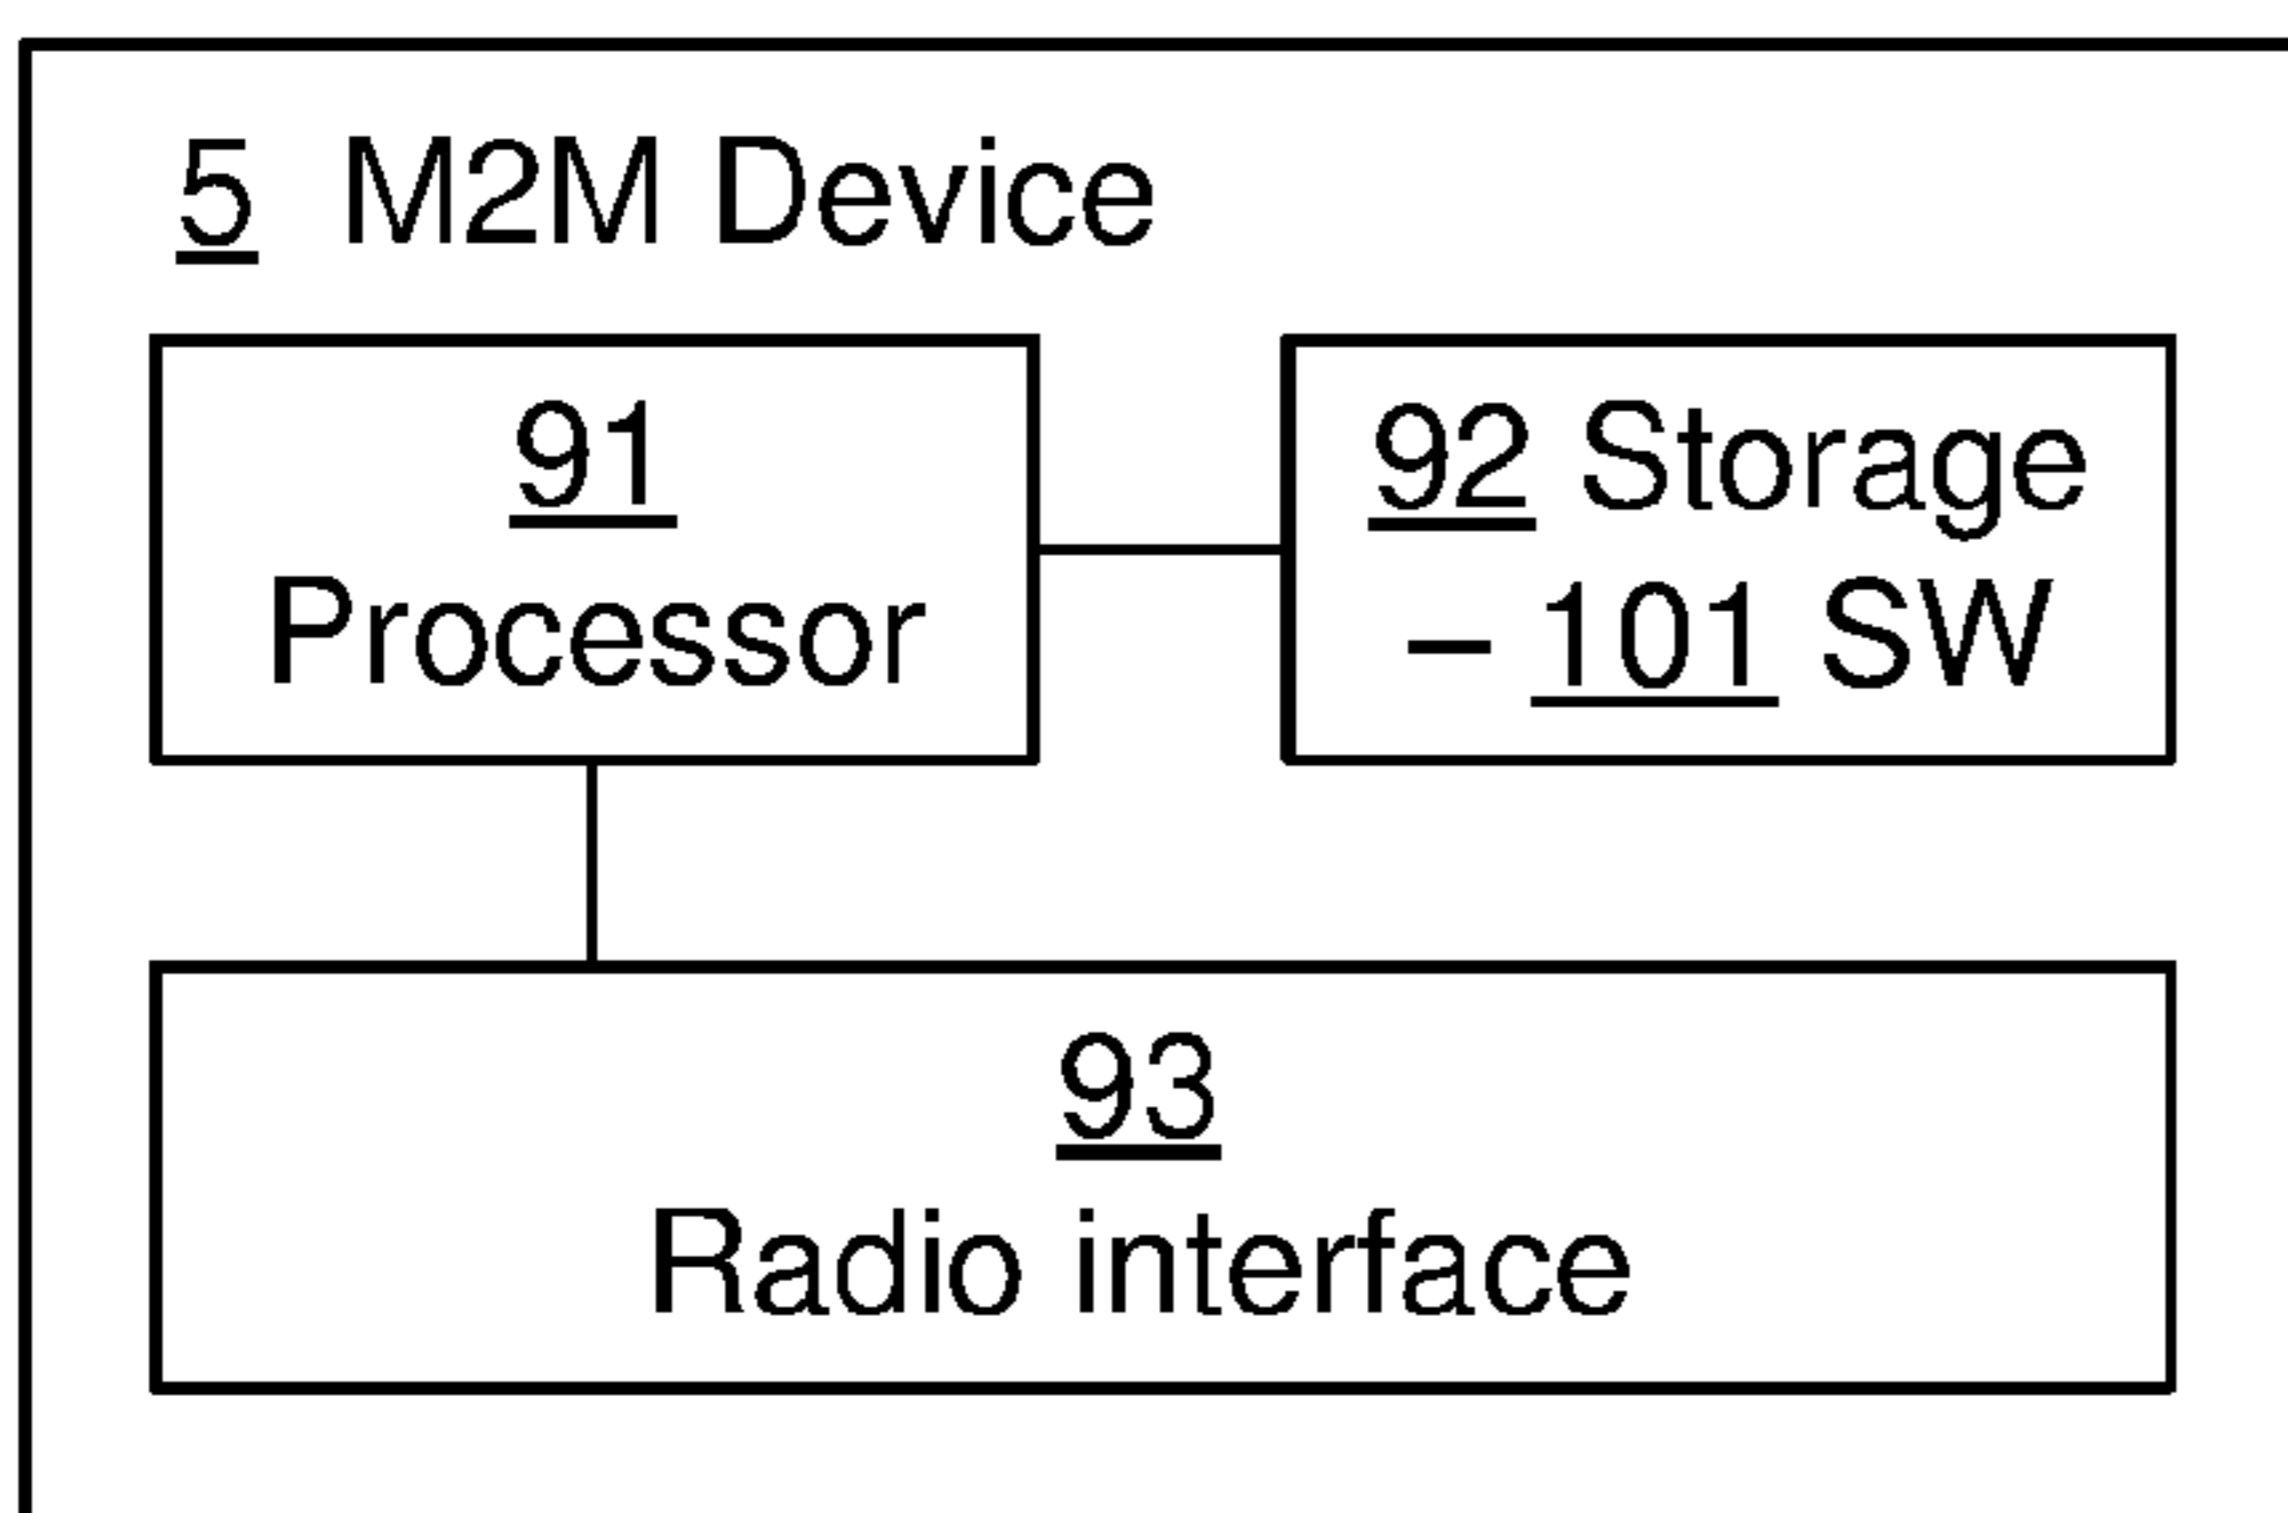 5 M2M Device
91
Processor
92 Storage
– 101 SW
93
Radio interface